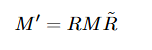 M′ = RMR̃